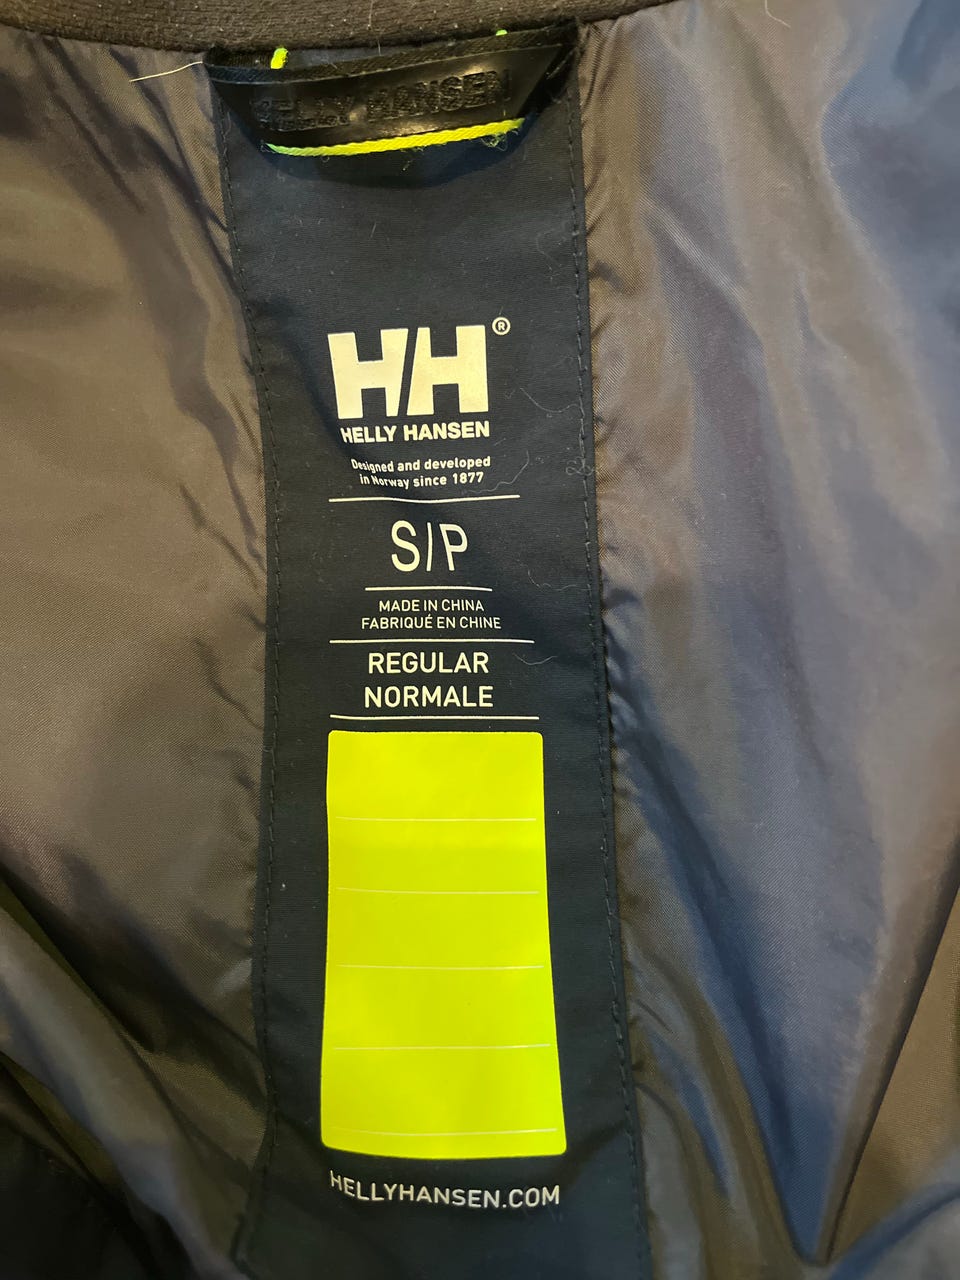 HELLY HANSEN
HH®
HELLY HANSEN
Designed and developed
in Norway since 1877
S/P
MADE IN CHINA
FABRIQUÉ EN CHINE
REGULAR
NORMALE
HELLYHANSEN.COM